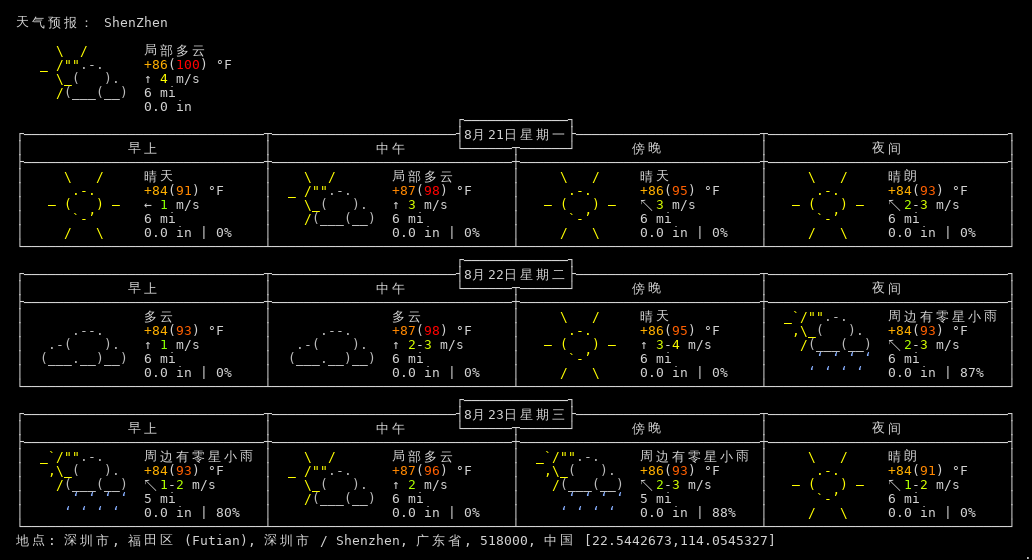 天气预报： ShenZhen
局部多云
+86(100) °F
↑ 4 m/s
6 mi
0.0 in
8月21日星期一
早上 中午 傍晚 夜间
晴天 局部多云 晴天 晴朗
+84(91) °F +87(98) °F +86(95) °F +84(93) °F
← 1 m/s ↑ 3 m/s ↖ 3 m/s ↖ 2-3 m/s
6 mi 6 mi 6 mi 6 mi
0.0 in | 0% 0.0 in | 0% 0.0 in | 0% 0.0 in | 0%
8月22日星期二
早上 中午 傍晚 夜间
多云 多云 晴天 周边有零星小雨
+84(93) °F +87(98) °F +86(95) °F +84(93) °F
↑ 1 m/s ↑ 2-3 m/s ↑ 3-4 m/s ↖ 2-3 m/s
6 mi 6 mi 6 mi 6 mi
0.0 in | 0% 0.0 in | 0% 0.0 in | 0% 0.0 in | 87%
8月23日星期三
早上 中午 傍晚 夜间
周边有零星小雨 局部多云 周边有零星小雨 晴朗
+84(93) °F +87(96) °F +86(93) °F +84(91) °F
↖ 1-2 m/s ↑ 2 m/s ↖ 2-3 m/s ↖ 1-2 m/s
5 mi 6 mi 5 mi 6 mi
0.0 in | 80% 0.0 in | 0% 0.0 in | 88% 0.0 in | 0%
地点: 深圳市, 福田区 (Futian), 深圳市 / Shenzhen, 广东省, 518000, 中国 [22.5442673,114.0545327]